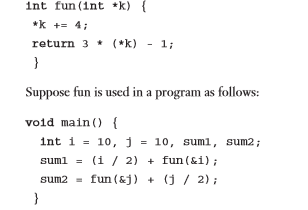 int fun(int *k) {
*k += 4;
return 3 * (*k) - 1;
}
Suppose fun is used in a program as follows:
void main() {
int i = 10, j = 10, sum1, sum2;
sum1 = (i / 2) + fun(&i);
sum2 = fun(&j) + (j / 2);
}